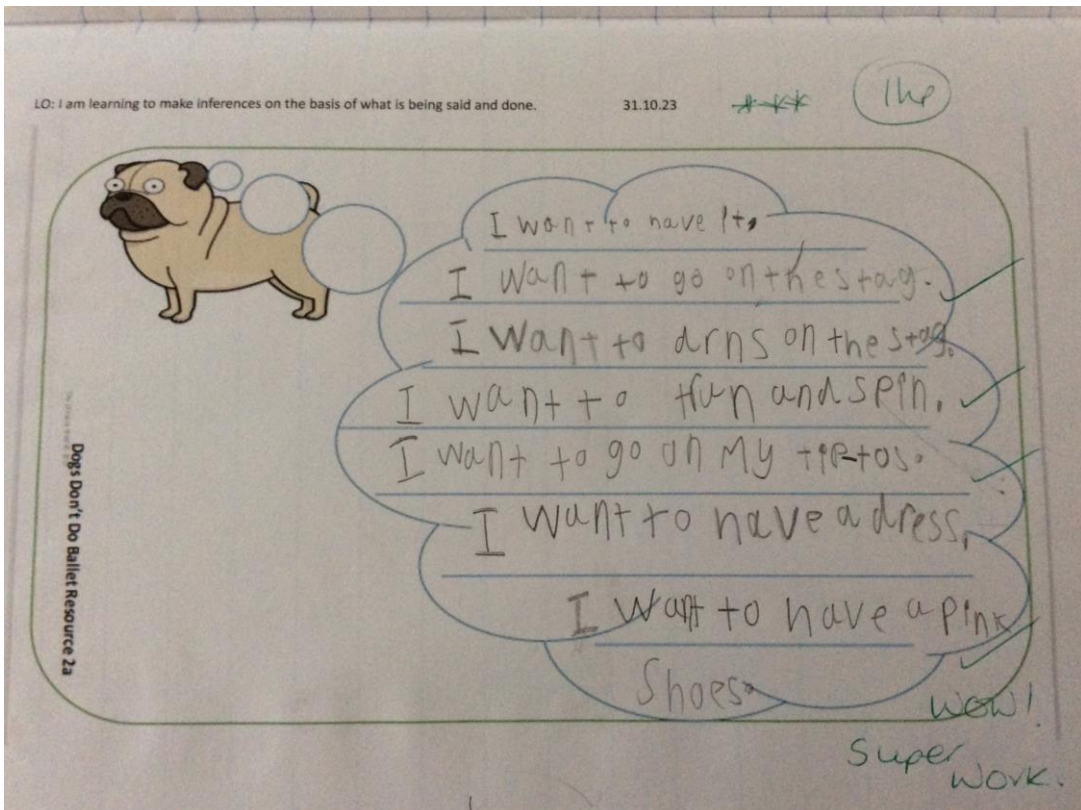 LO: I am learning to make inferences on the basis of what is being said and done. 31.10.23
I want to have It.
I want to go on the stag.
I want to drns on the stag.
I want to trun and spin.
I want to go on my tip-tos.
I want to have a dress.
I want to have a pink
Shoes.
Wow!
Super
work.
Dogs Don't Do Ballet Resource 2a